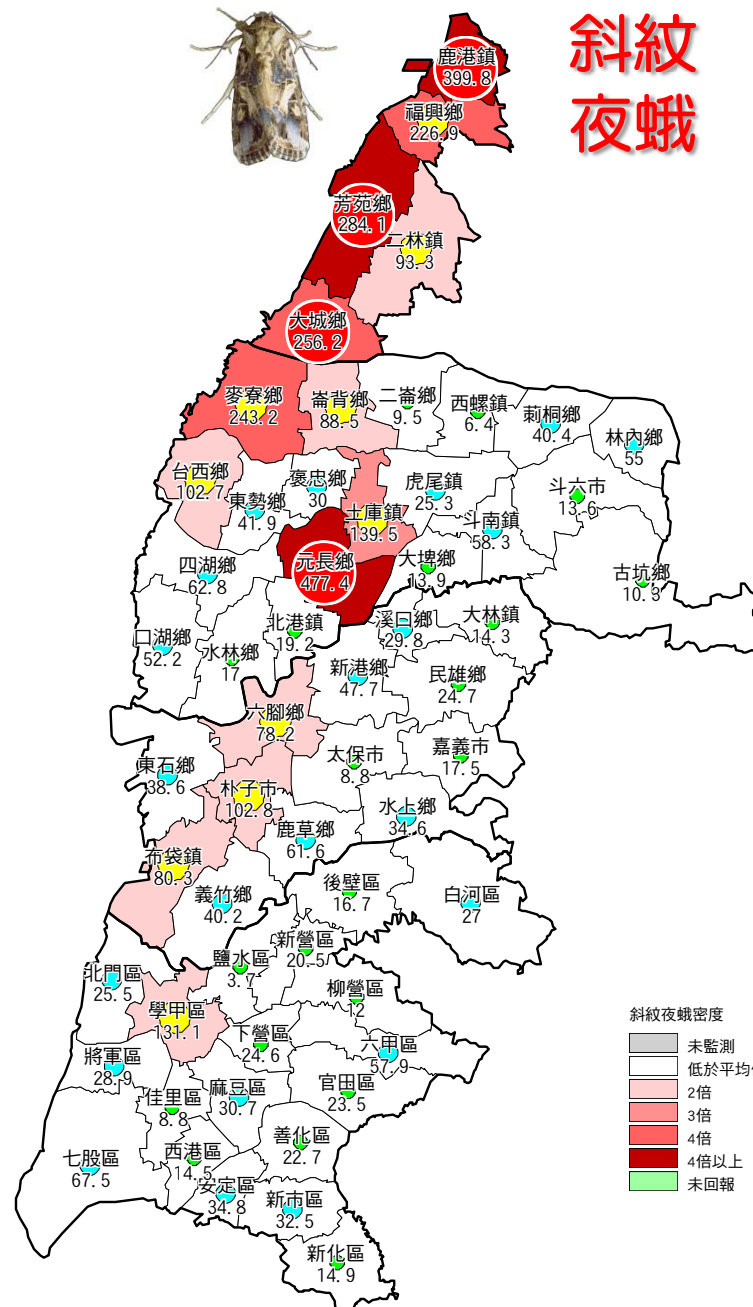 斜紋
夜蛾
鹿港鎮
399.8
福興鄉
226.9
芳苑鄉
284.1
二林鎮
93.3
大城鄉
256.2
麥寮鄉
243.2
崙背鄉
88.5
二崙鄉
9.5
西螺鎮
6.4
莿桐鄉
40.4
林內鄉
55
台西鄉
102.7
東勢鄉
41.9
褒忠鄉
30
土庫鎮
139.5
虎尾鎮
25.3
斗南鎮
58.3
斗六市
13.6
四湖鄉
62.8
元長鄉
477.4
大埤鄉
13.9
古坑鄉
10.3
口湖鄉
52.2
水林鄉
17
北港鎮
19.2
溪口鄉
29.8
大林鎮
14.3
新港鄉
47.7
民雄鄉
24.7
六腳鄉
78.2
東石鄉
38.6
朴子市
102.8
太保市
8.8
嘉義市
17.5
鹿草鄉
61.6
水上鄉
34.6
布袋鎮
80.3
義竹鄉
40.2
後壁區
16.7
白河區
27
北門區
25.5
鹽水區
3.7
新營區
20.5
柳營區
12
學甲區
131.1
下營區
24.6
六甲區
57.9
將軍區
28.9
佳里區
8.8
麻豆區
30.7
官田區
23.5
七股區
67.5
西港區
14.5
善化區
22.7
安定區
34.8
新市區
32.5
新化區
14.9
斜紋夜蛾密度
未監測
低於平均
2倍
3倍
4倍
4倍以上
未回報